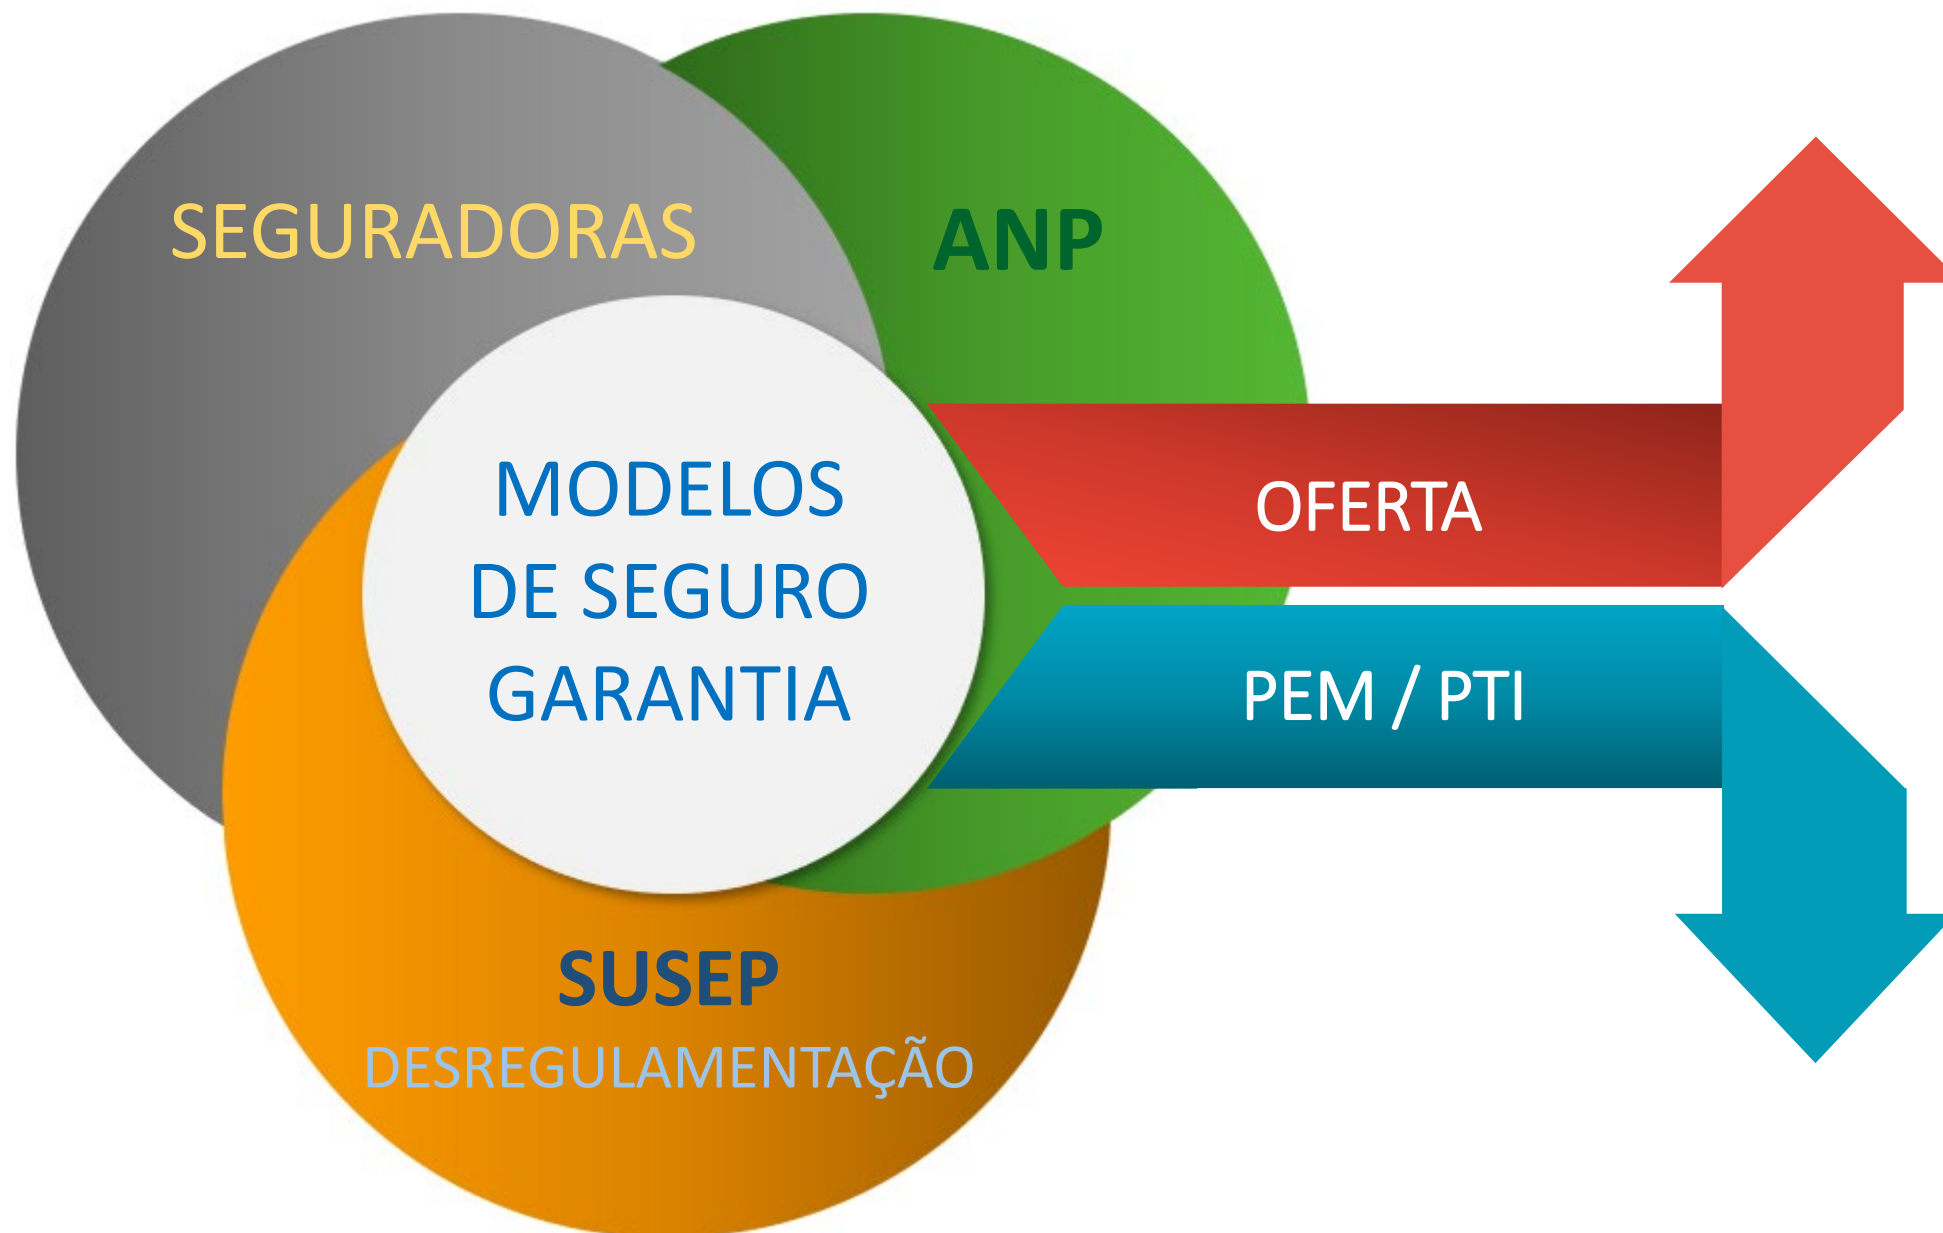 SEGURADORAS
ANP
MODELOS
DE SEGURO
GARANTIA
OFERTA
PEM / PTI
SUSEP
DESREGULAMENTAÇÃO